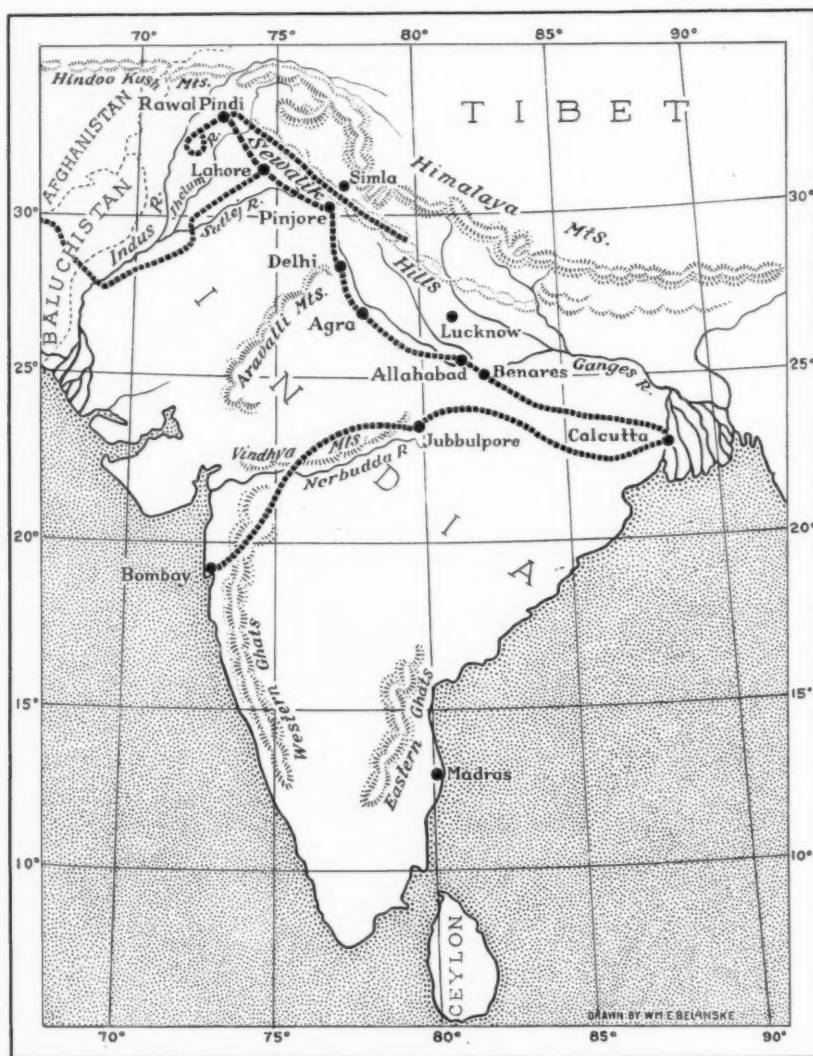 70°
75°
80°
85°
90°
Hindoo Kush Mts.
TIBET
Rawal Pindi
AFGHANISTAN
R.
Jhelum
Lahore
Sewalik
Simla
Himalaya
Mts.
30°
30°
BALUCHISTAN
Indus R.
Sutlej R.
Pinjore
Delhi
Hills
INDIA
Aravalli Mts.
Agra
Lucknow
25°
25°
Allahabad
Benares
Ganges R.
Vindhya Mts.
Jubbulpore
Calcutta
Nerbudda R.
20°
20°
Bombay
Western Ghats
15°
15°
Eastern Ghats
Madras
10°
10°
CEYLON
DRAWN BY WM. E. BELANSKE
70°
75°
80°
85°
90°